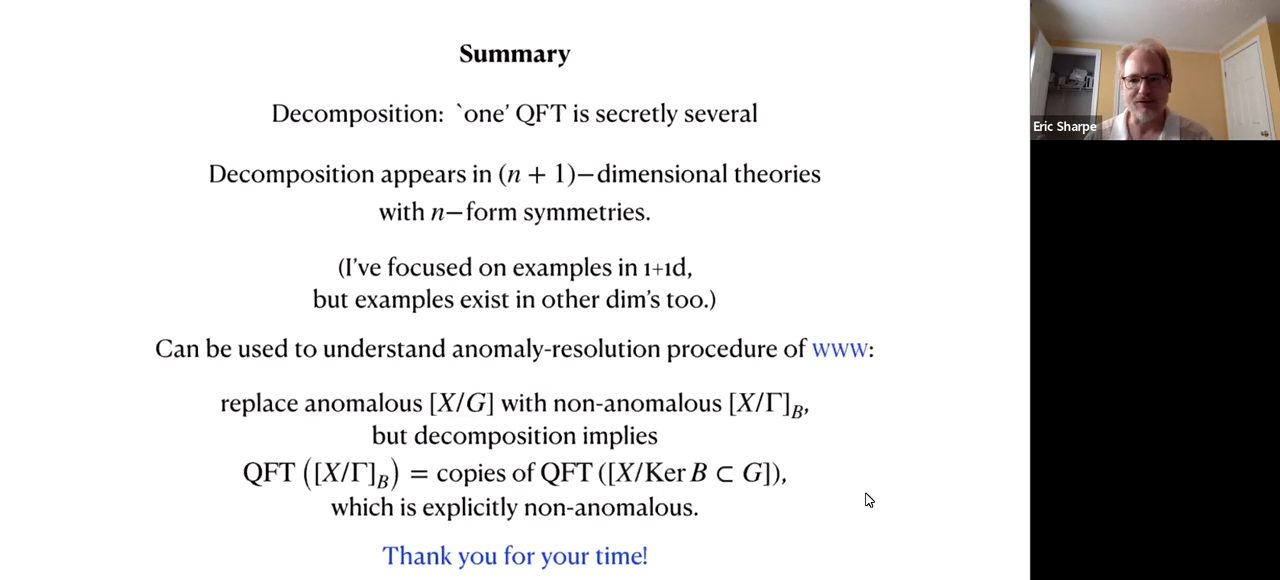 Summary
Decomposition: `one' QFT is secretly several
Decomposition appears in (n + 1)–dimensional theories
with n–form symmetries.
(I've focused on examples in 1+1d,
but examples exist in other dim's too.)
Can be used to understand anomaly-resolution procedure of WWW:
replace anomalous [X/G] with non-anomalous [X/Γ]_B,
but decomposition implies
QFT ([X/Γ]_B) = copies of QFT ([X/Ker B ⊂ G]),
which is explicitly non-anomalous.
Thank you for your time!
Eric Sharpe